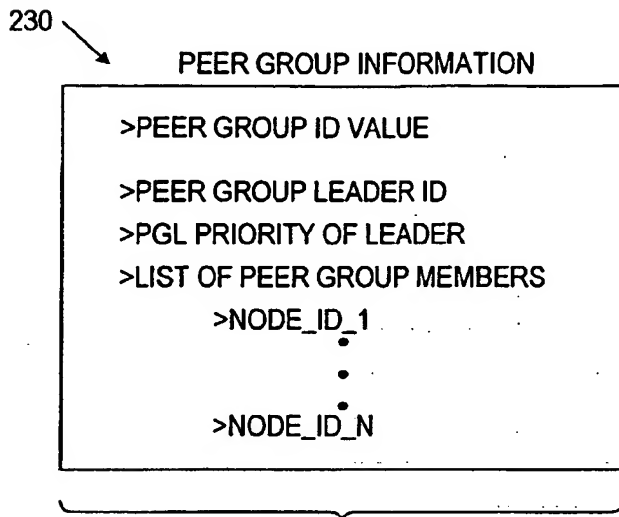 230
PEER GROUP INFORMATION
>PEER GROUP ID VALUE
>PEER GROUP LEADER ID
>PGL PRIORITY OF LEADER
>LIST OF PEER GROUP MEMBERS
>NODE_ID_1
>NODE_ID_N